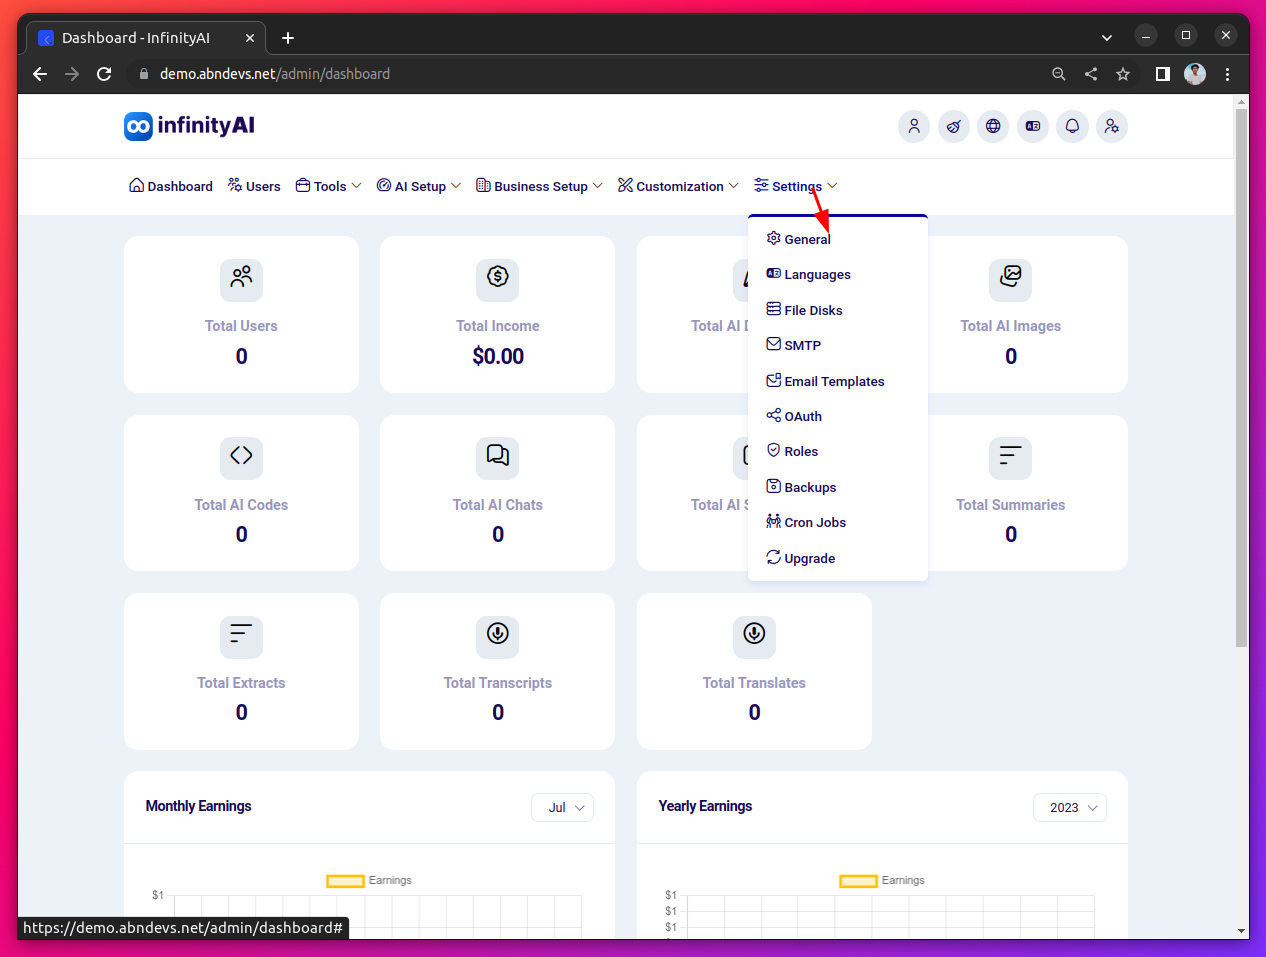 Dashboard - InfinityAI
demo.abndevs.net/admin/dashboard
infinityAI
Dashboard Users Tools AI Setup Business Setup Customization Settings
General
Languages
File Disks
SMTP
Email Templates
OAuth
Roles
Backups
Cron Jobs
Upgrade
Total Users
0
Total Income
$0.00
Total AI
Total AI Images
0
Total AI Codes
0
Total AI Chats
0
Total AI
Total Summaries
0
Total Extracts
0
Total Transcripts
0
Total Translates
0
Monthly Earnings
Jul
Earnings
$1
Yearly Earnings
2023
Earnings
$1
$1
$1
https://demo.abndevs.net/admin/dashboard#